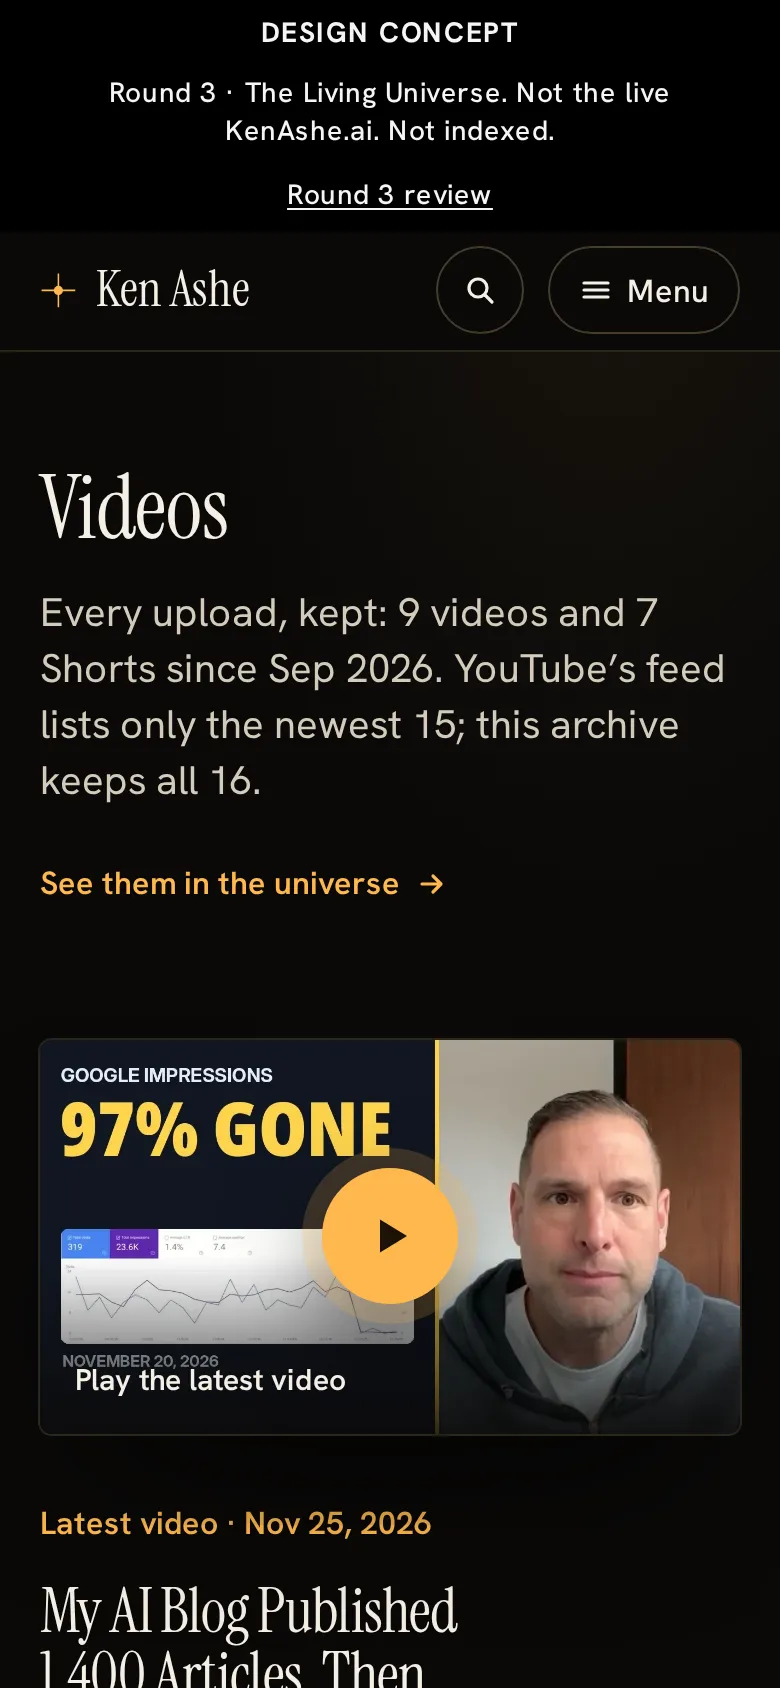 DESIGN CONCEPT
Round 3 · The Living Universe. Not the live
KenAshe.ai. Not indexed.
Round 3 review
Ken Ashe
Menu
Videos
Every upload, kept: 9 videos and 7
Shorts since Sep 2026. YouTube’s feed
lists only the newest 15; this archive
keeps all 16.
See them in the universe →
GOOGLE IMPRESSIONS
97% GONE
319
23.6K
1.4%
7.4
NOVEMBER 20, 2026
Play the latest video
Latest video · Nov 25, 2026
My AI Blog Published
1,400 Articles. Then